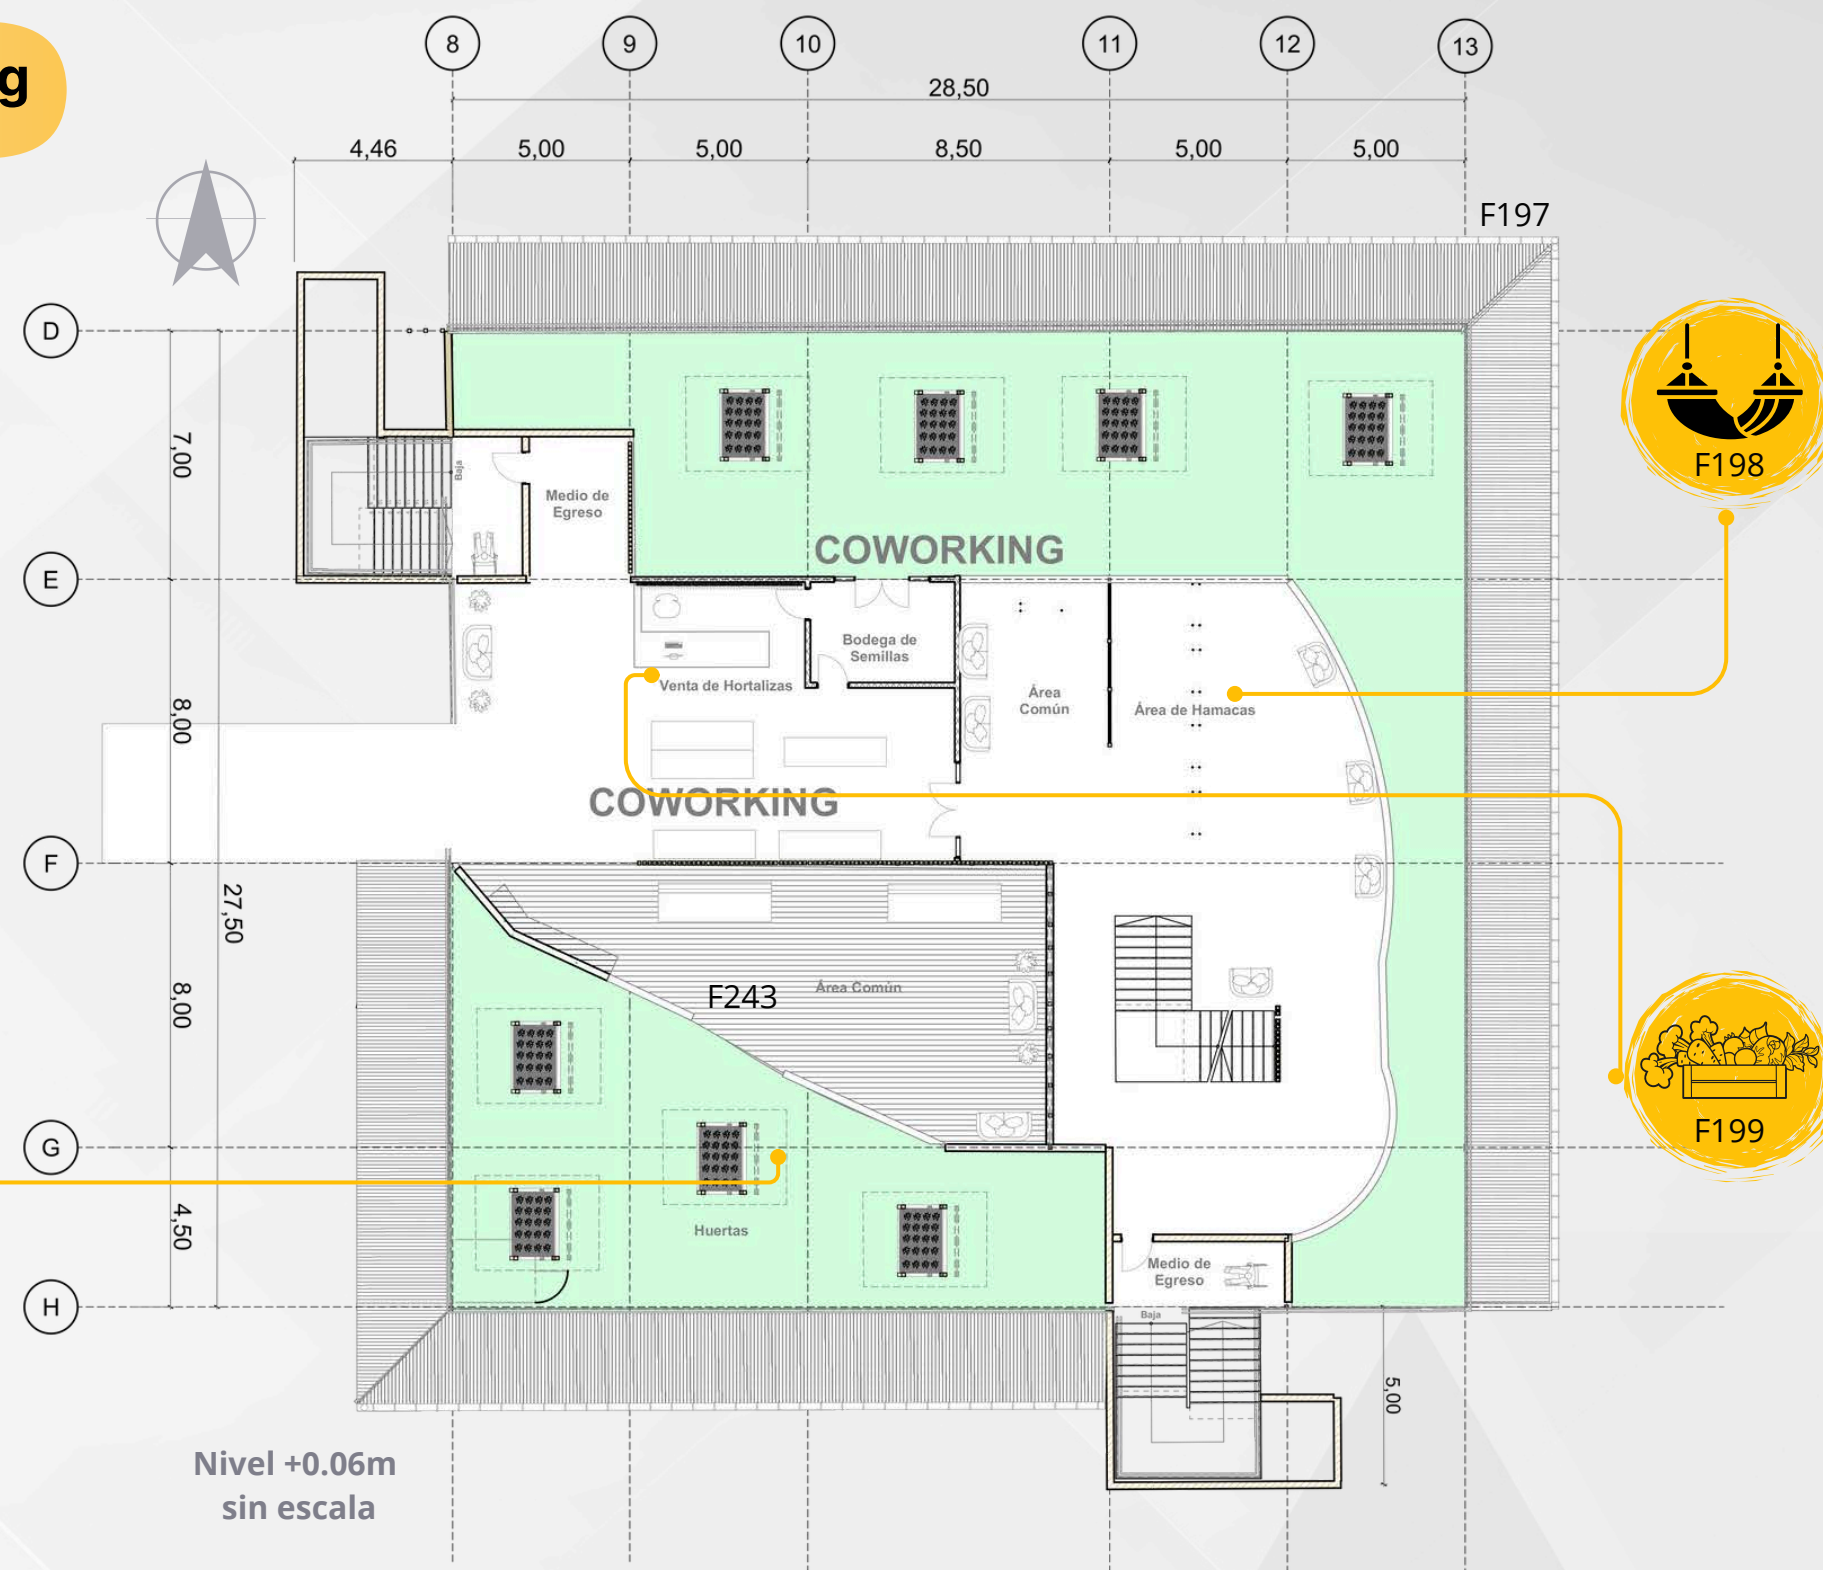 g
8
9
10
11
12
13
28,50
4,46
5,00
5,00
8,50
5,00
5,00
F197
D
7,00
Baja
Medio de
Egreso
F198
COWORKING
E
Bodega de
Semillas
Venta de Hortalizas
Área
Común
Área de Hamacas
8,00
COWORKING
F
27,50
Área Común
F243
8,00
F199
G
Huertas
4,50
Medio de
Egreso
H
Baja
5,00
Nivel +0.06m
sin escala